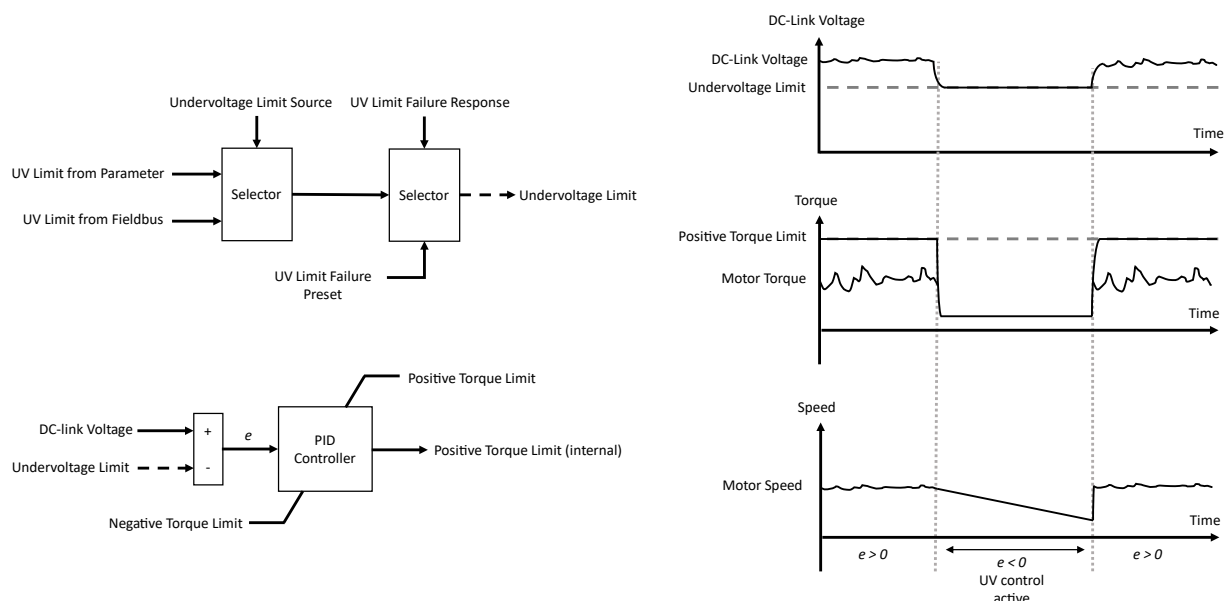 Undervoltage Limit Source
UV Limit Failure Response
UV Limit from Parameter
Selector
Selector
Undervoltage Limit
UV Limit from Fieldbus
UV Limit Failure
Preset
Positive Torque Limit
DC-link Voltage
+
e
PID
Controller
Positive Torque Limit (internal)
Undervoltage Limit
-
Negative Torque Limit
DC-Link Voltage
DC-Link Voltage
Undervoltage Limit
Time
Torque
Positive Torque Limit
Motor Torque
Time
Speed
Motor Speed
Time
e > 0
e < 0
e > 0
UV control
active